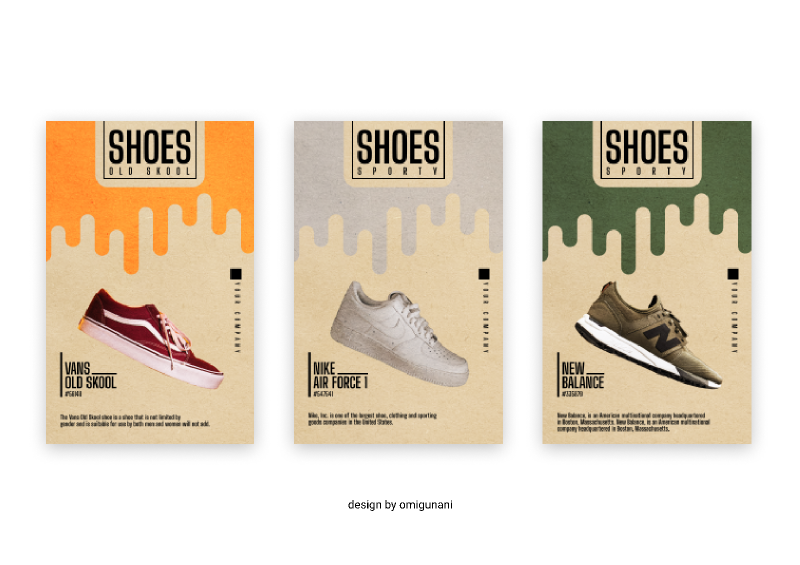 SHOES
OLD SKOOL
YOUR COMPANY
VANS
OLD SKOOL
The Vans Old Skool shoe is a shoe that is not limited by
gender and is suitable for use by both men and women will not add.
SHOES
SPORTY
YOUR COMPANY
NIKE
AIR FORCE 1
#547541
Nike, Inc. is one of the largest shoe, clothing and sporting
goods companies in the United States.
SHOES
SPORTY
YOUR COMPANY
NEW
BALANCE
New Balance, is an American multinational company headquartered
in Boston, Massachusetts. New Balance, is an American multinational
company headquartered in Boston, Massachusetts.
design by omigunani